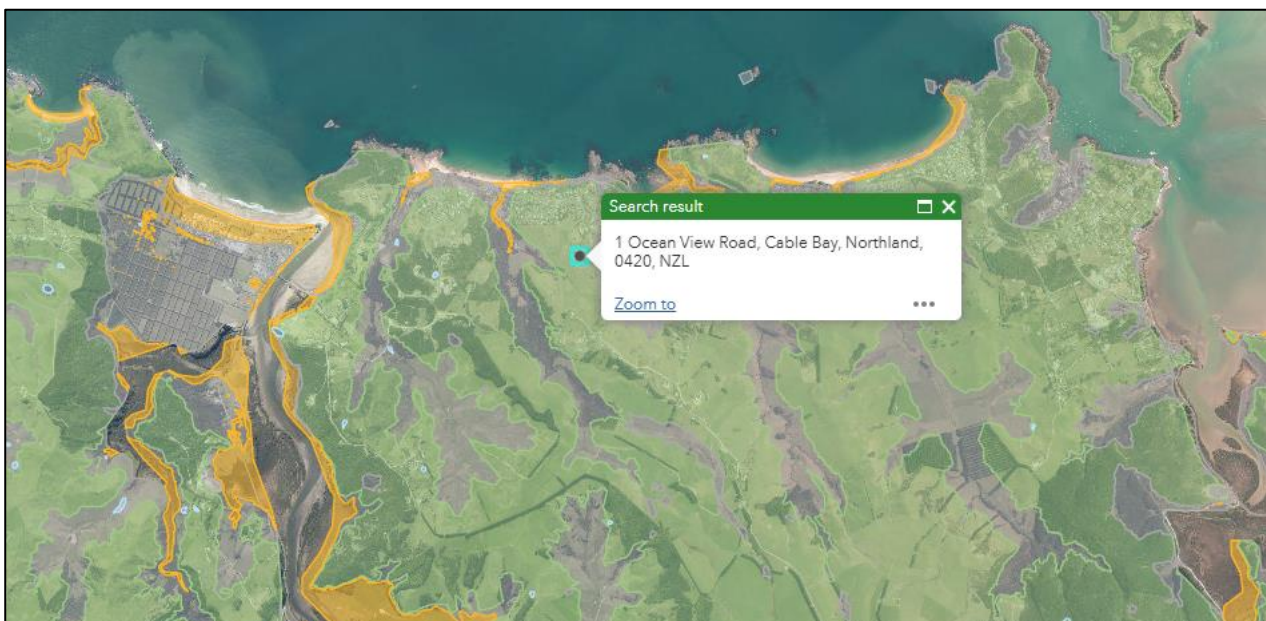 Search result
1 Ocean View Road, Cable Bay, Northland,
0420, NZL
Zoom to